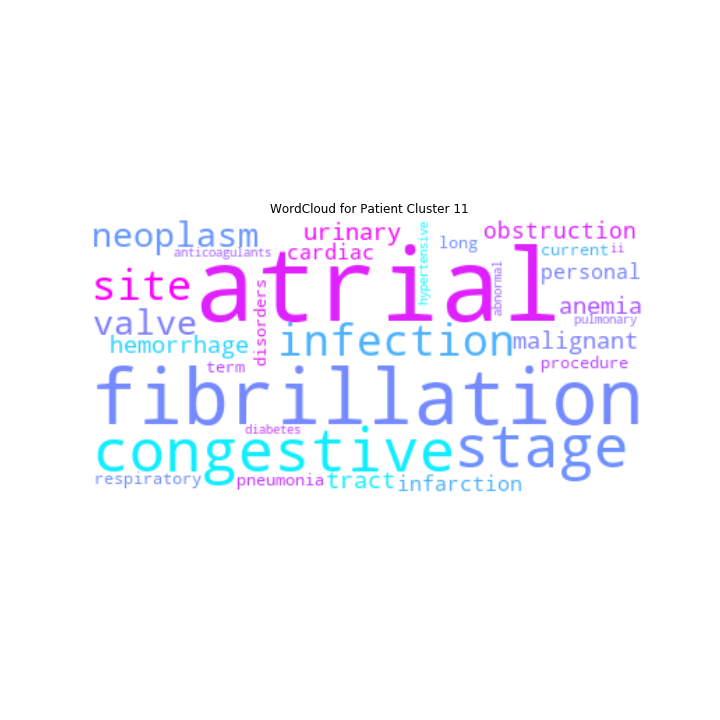 WordCloud for Patient Cluster 11
neoplasm
urinary
hypertensive
long
obstruction
anticoagulants
cardiac
current
ii
site
atrial
abnormal
personal
valve
disorders
anemia
pulmonary
hemorrhage
infection
malignant
term
procedure
fibrillation
diabetes
congestive
stage
respiratory
pneumonia
tract
infarction